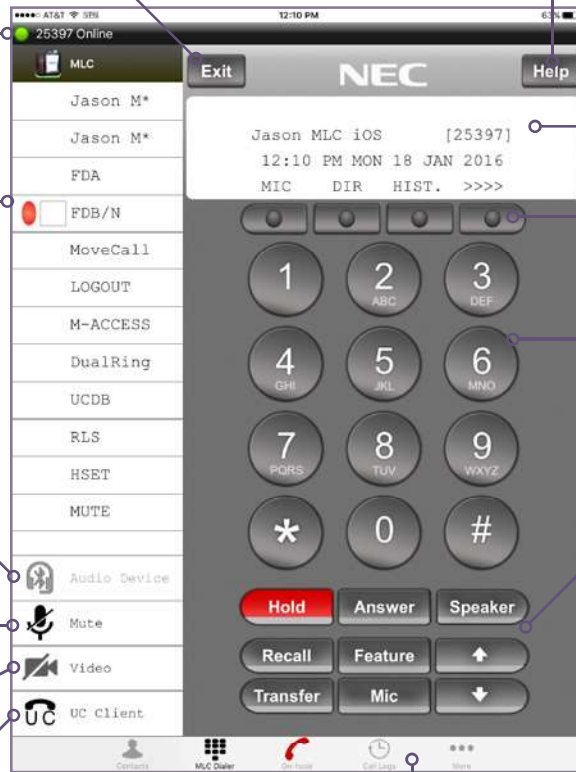 AT&T
12:10 PM
25397 Online
MLC
Exit
NEC
Help
Jason M*
Jason M*
FDA
FDB/N
MoveCall
LOGOUT
M-ACCESS
DualRing
UCDB
RLS
HSET
MUTE
Jason MLC iOS [25397]
12:10 PM MON 18 JAN 2016
MIC DIR HIST. >>>>
1
2 ABC
3 DEF
4 GHI
5 JKL
6 MNO
7 PQRS
8 TUV
9 WXYZ
*
0
#
Audio Device
Mute
Video
UC UC Client
Hold Answer Speaker
Recall Feature
Transfer Mic
Contacts MLC Dialer On-hook Call Logs More